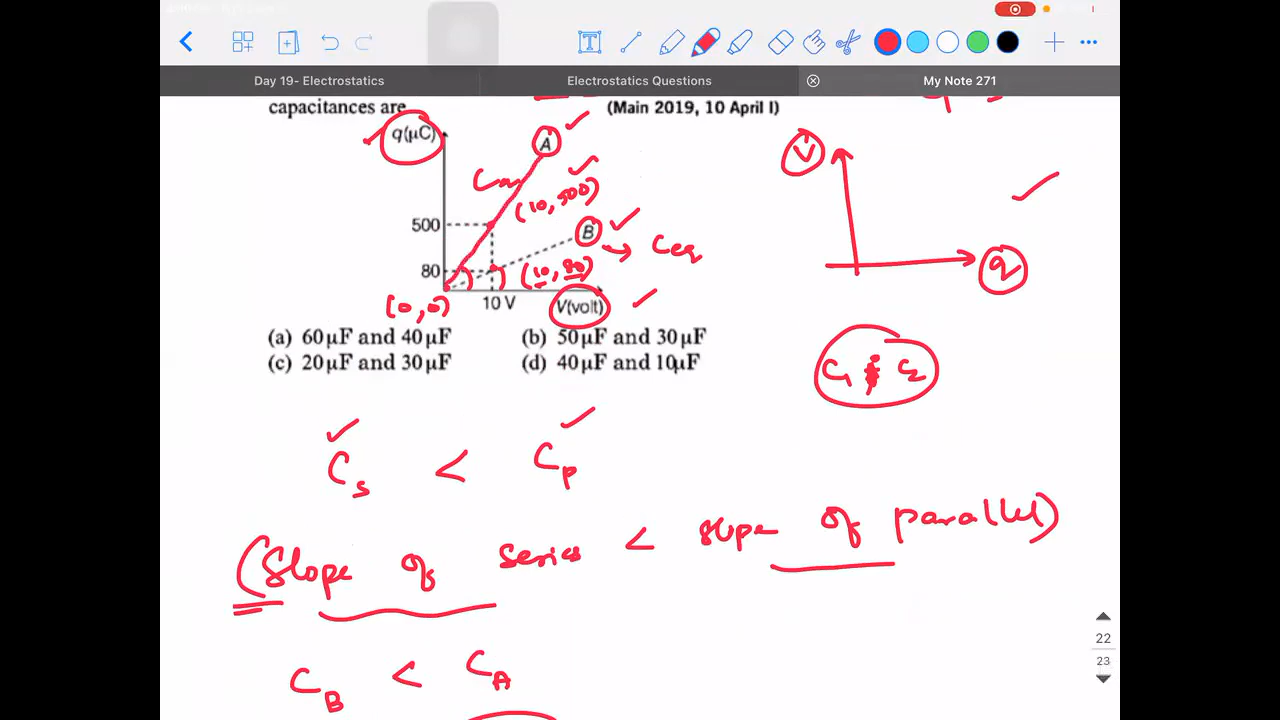 Day 19- Electrostatics
Electrostatics Questions
My Note 271
capacitances are
(Main 2019, 10 April I)
q(μC)
A
(10, 500)
500
B
→ Ceq
80
(10, 80)
(0, 0)
10 V
V(volt)
V
q
(a) 60μF and 40μF
(b) 50μF and 30μF
(c) 20μF and 30μF
(d) 40μF and 10μF
C1 C2
Cs < Cp
(Slope of series < slope of parallel)
CB < CA
22
23